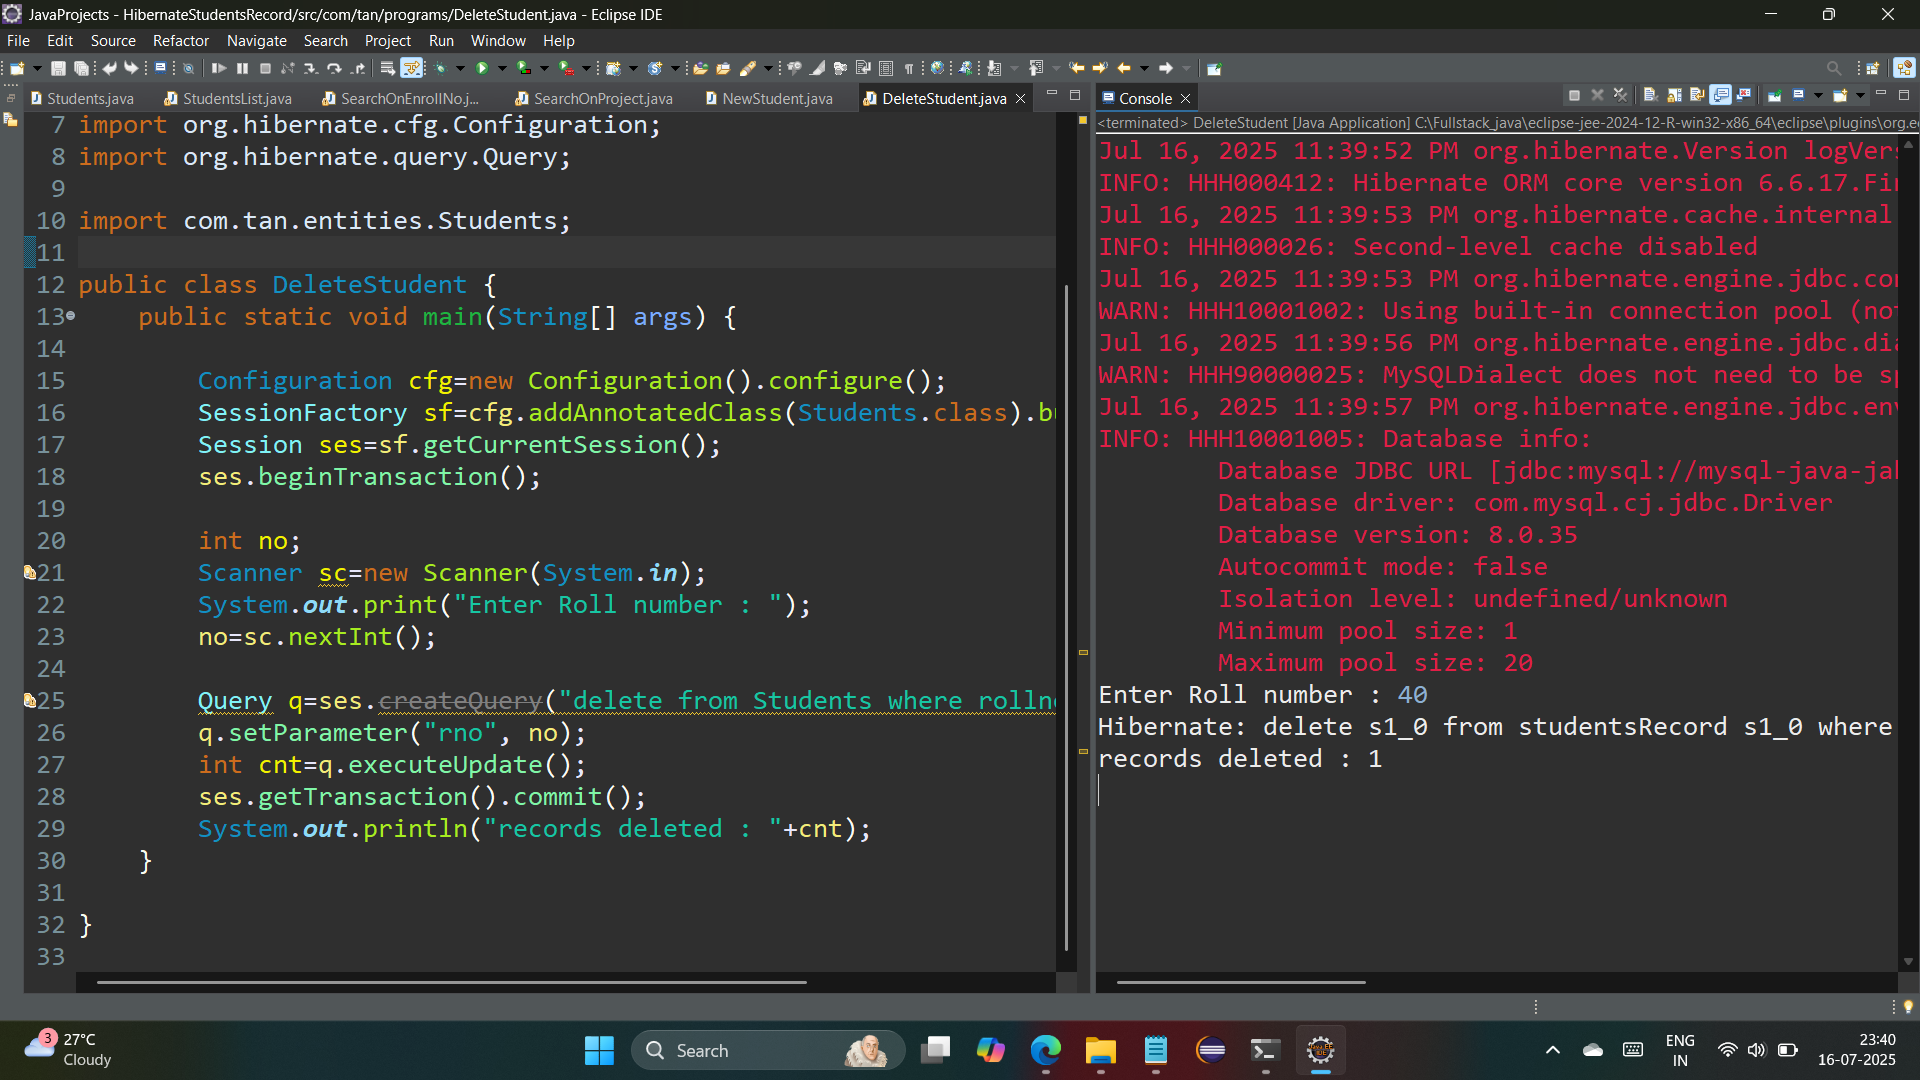 JavaProjects - HibernateStudentsRecord/src/com/tan/programs/DeleteStudent.java - Eclipse IDE
File Edit Source Refactor Navigate Search Project Run Window Help
Students.java StudentsList.java SearchOnEnrollNo.j... SearchOnProject.java NewStudent.java DeleteStudent.java
7 import org.hibernate.cfg.Configuration;
8 import org.hibernate.query.Query;
9
10 import com.tan.entities.Students;
11
12 public class DeleteStudent {
13 public static void main(String[] args) {
14
15 Configuration cfg=new Configuration().configure();
16 SessionFactory sf=cfg.addAnnotatedClass(Students.class).b
17 Session ses=sf.getCurrentSession();
18 ses.beginTransaction();
19
20 int no;
21 Scanner sc=new Scanner(System.in);
22 System.out.print("Enter Roll number : ");
23 no=sc.nextInt();
24
25 Query q=ses.createQuery("delete from Students where rolln
26 q.setParameter("rno", no);
27 int cnt=q.executeUpdate();
28 ses.getTransaction().commit();
29 System.out.println("records deleted : "+cnt);
30 }
31
32 }
33
Console
<terminated> DeleteStudent [Java Application] C:\Fullstack_java\eclipse-jee-2024-12-R-win32-x86_64\eclipse\plugins\org.e
Jul 16, 2025 11:39:52 PM org.hibernate.Version logVer
INFO: HHH000412: Hibernate ORM core version 6.6.17.Fi
Jul 16, 2025 11:39:53 PM org.hibernate.cache.internal
INFO: HHH000026: Second-level cache disabled
Jul 16, 2025 11:39:53 PM org.hibernate.engine.jdbc.co
WARN: HHH10001002: Using built-in connection pool (no
Jul 16, 2025 11:39:56 PM org.hibernate.engine.jdbc.di
WARN: HHH90000025: MySQLDialect does not need to be s
Jul 16, 2025 11:39:57 PM org.hibernate.engine.jdbc.en
INFO: HHH10001005: Database info:
Database JDBC URL [jdbc:mysql://mysql-java-ja
Database driver: com.mysql.cj.jdbc.Driver
Database version: 8.0.35
Autocommit mode: false
Isolation level: undefined/unknown
Minimum pool size: 1
Maximum pool size: 20
Enter Roll number : 40
Hibernate: delete s1_0 from studentsRecord s1_0 where
records deleted : 1
3
27°C
Cloudy
Search
ENG
IN
23:40
16-07-2025